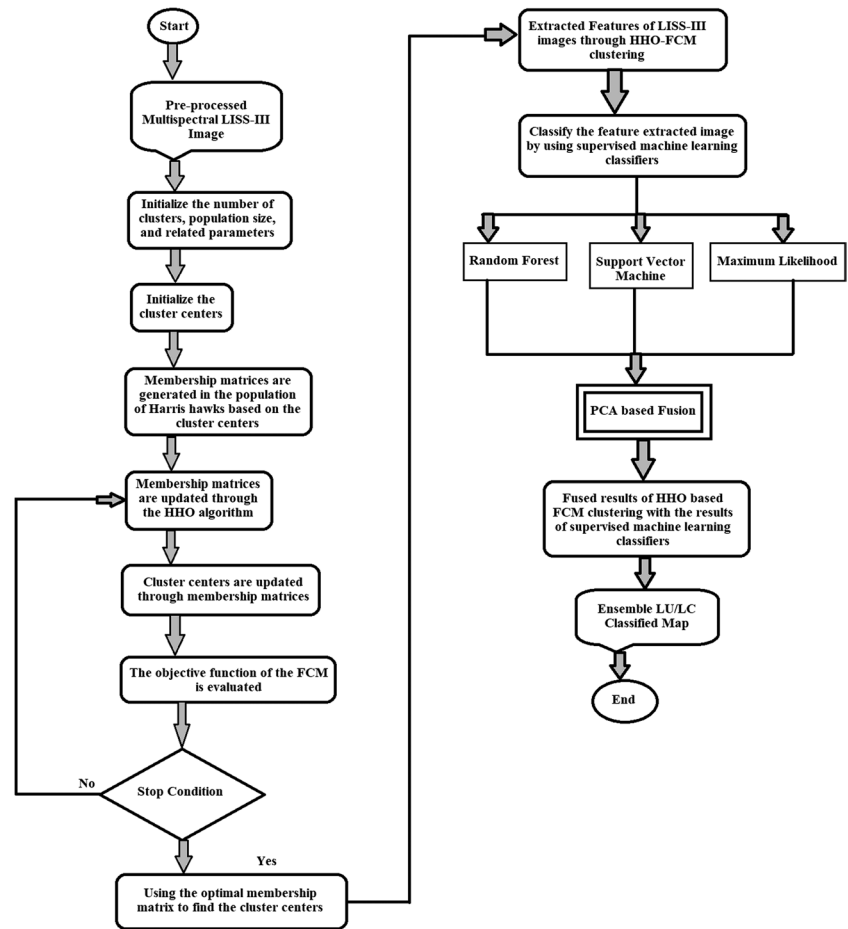 Start
Pre-processed
Multispectral LISS-III
Image
Initialize the number of
clusters, population size,
and related parameters
Initialize the
cluster centers
Membership matrices are
generated in the population
of Harris hawks based on the
cluster centers
Membership matrices
are updated through
the HHO algorithm
Cluster centers are updated
through membership matrices
The objective function of the FCM
is evaluated
No
Stop Condition
Yes
Using the optimal membership
matrix to find the cluster centers
Extracted Features of LISS-III
images through HHO-FCM
clustering
Classify the feature extracted image
by using supervised machine learning
classifiers
Random Forest
Support Vector
Machine
Maximum Likelihood
PCA based Fusion
Fused results of HHO based
FCM clustering with the results
of supervised machine learning
classifiers
Ensemble LU/LC
Classified Map
End